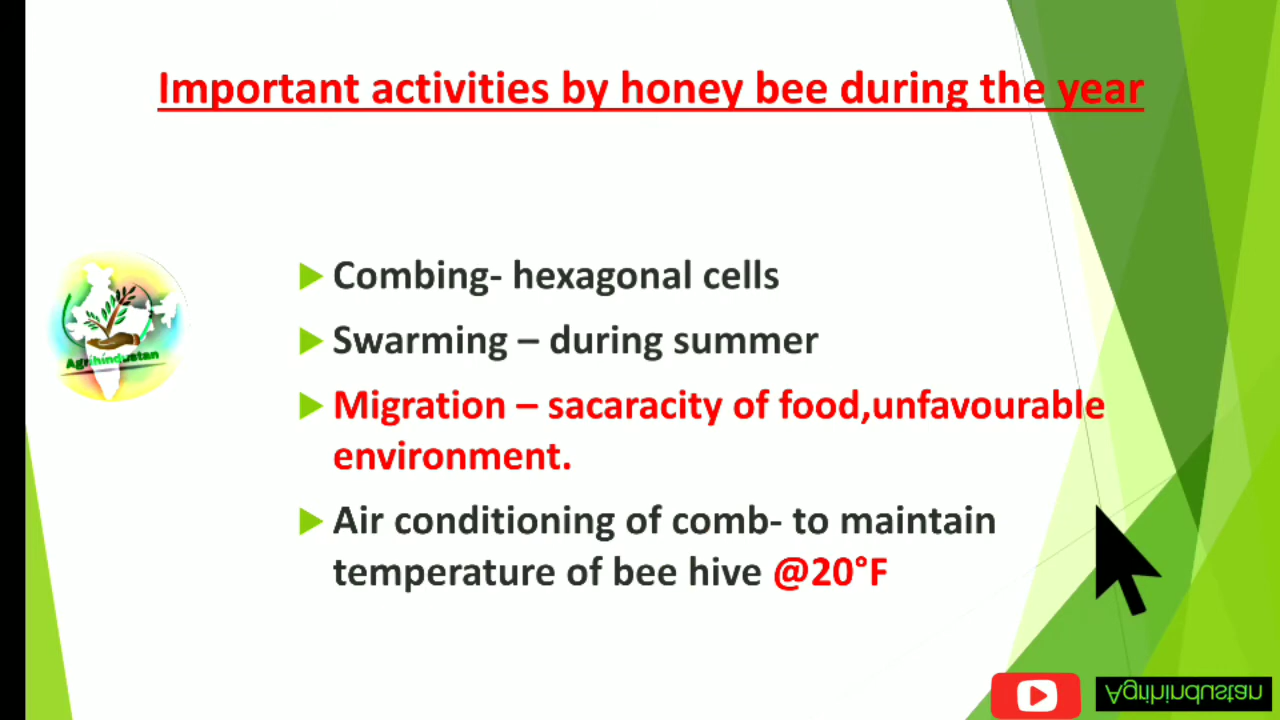 Important activities by honey bee during the year
Combing- hexagonal cells
Swarming – during summer
Migration – sacaracity of food,unfavourable
environment.
Air conditioning of comb- to maintain
temperature of bee hive @20°F
Agrihindustan
Agrihindustan